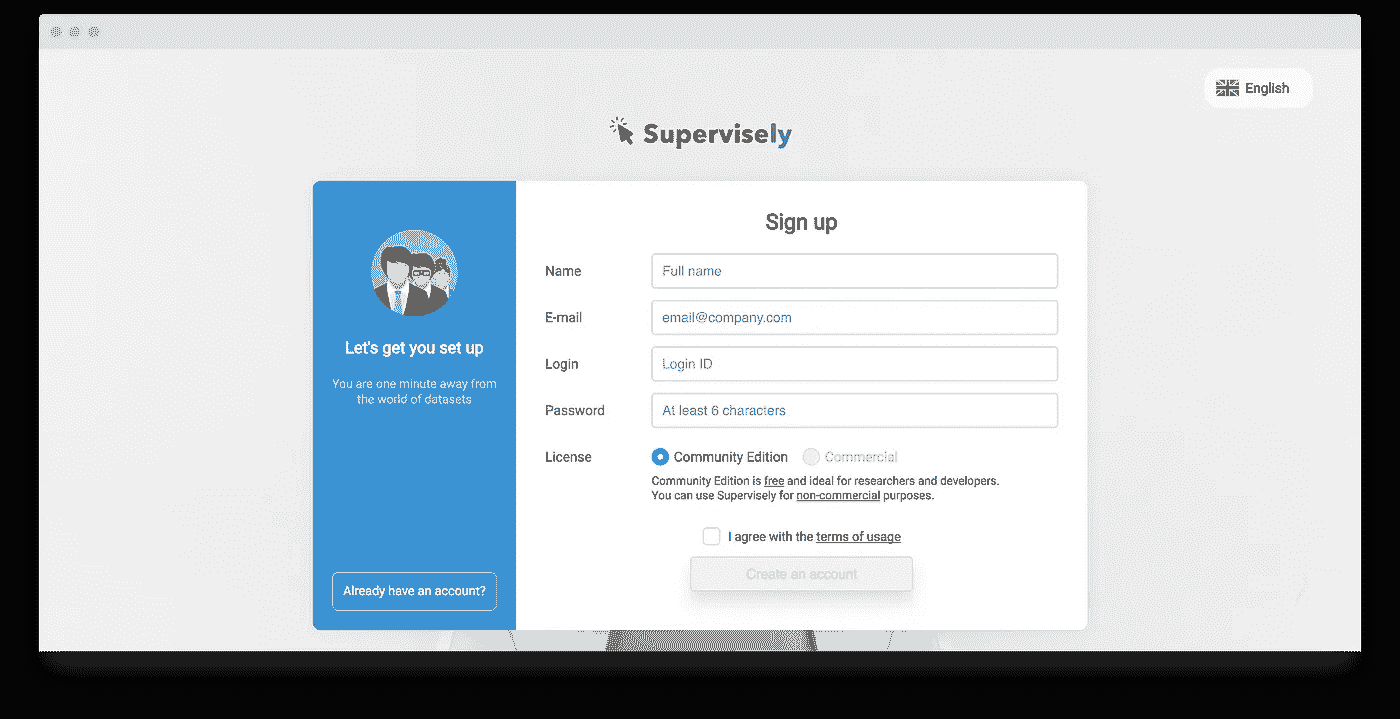 English
Supervisely
Let's get you set up
You are one minute away from
the world of datasets
Already have an account?
Sign up
Name
Full name
E-mail
email@company.com
Login
Login ID
Password
At least 6 characters
License
Community Edition
Commercial
Community Edition is free and ideal for researchers and developers.
You can use Supervisely for non-commercial purposes.
I agree with the terms of usage
Create an account